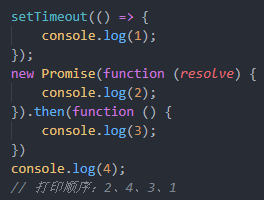 setTimeout(() => {
    console.log(1);
});
new Promise(function (resolve) {
    console.log(2);
}).then(function () {
    console.log(3);
})
console.log(4);
// 打印顺序：2、4、3、1